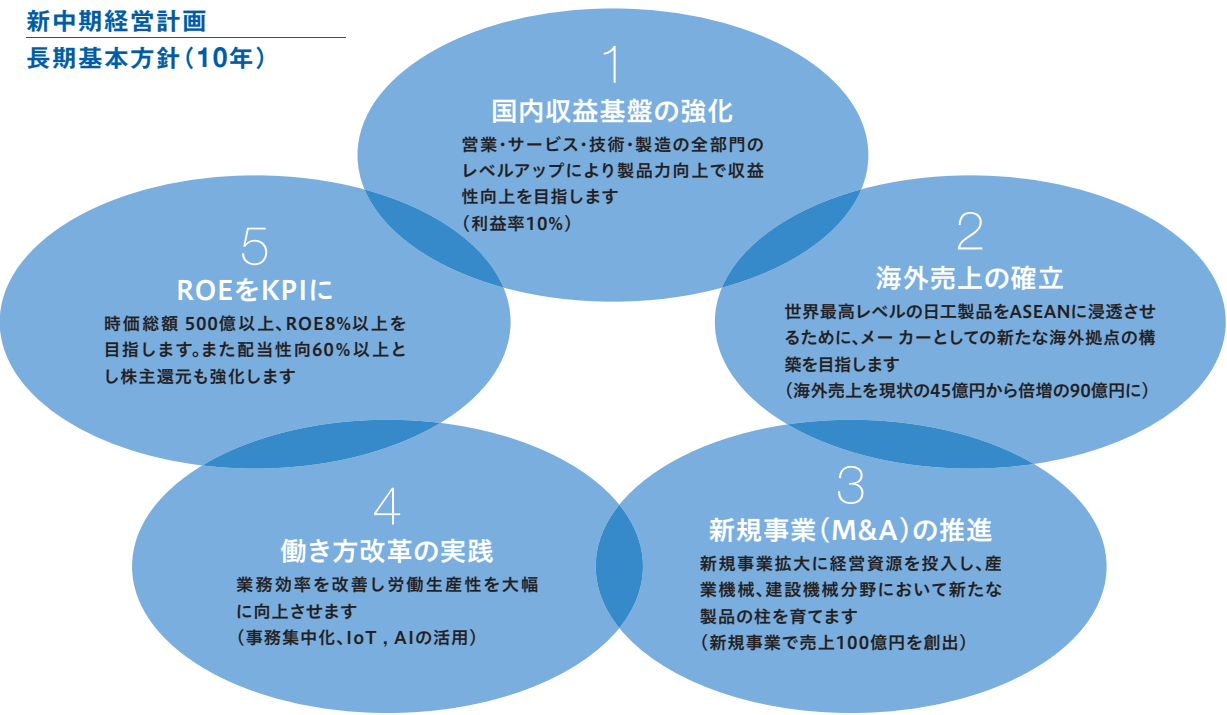 新中期経営計画
長期基本方針（10年）
1
国内収益基盤の強化
営業・サービス・技術・製造の全部門の
レベルアップにより製品力向上で収益
性向上を目指します
（利益率10%）
2
海外売上の確立
世界最高レベルの日工製品をASEANに浸透させ
るために、メーカーとしての新たな海外拠点の構
築を目指します
（海外売上を現状の45億円から倍増の90億円に）
3
新規事業（M&A）の推進
新規事業拡大に経営資源を投入し、産
業機械、建設機械分野において新たな
製品の柱を育てます
（新規事業で売上100億円を創出）
4
働き方改革の実践
業務効率を改善し労働生産性を大幅
に向上させます
（事務集中化、IoT , AIの活用）
5
ROEをKPIに
時価総額 500億以上、ROE8%以上を
目指します。また配当性向60%以上と
し株主還元も強化します